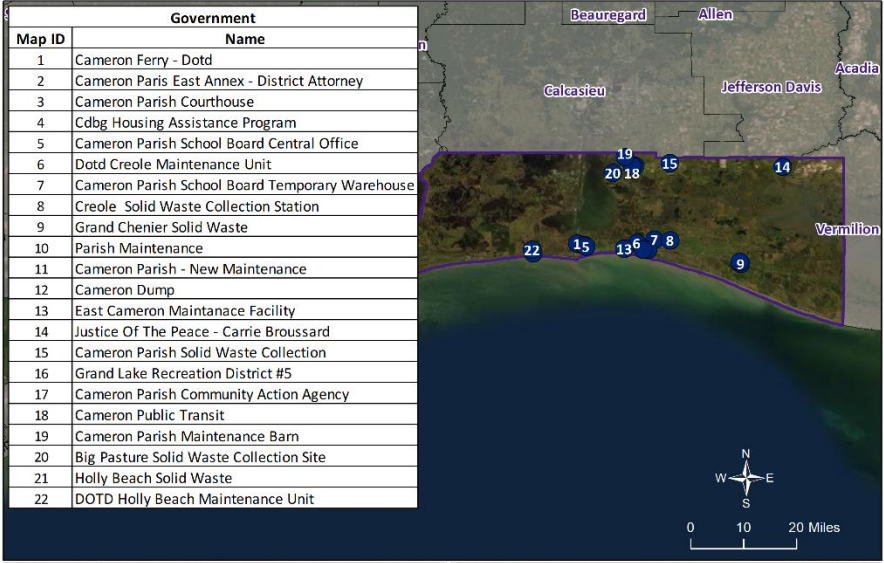 Government
Map ID Name
1 Cameron Ferry - Dotd
2 Cameron Paris East Annex - District Attorney
3 Cameron Parish Courthouse
4 Cdbg Housing Assistance Program
5 Cameron Parish School Board Central Office
6 Dotd Creole Maintenance Unit
7 Cameron Parish School Board Temporary Warehouse
8 Creole Solid Waste Collection Station
9 Grand Chenier Solid Waste
10 Parish Maintenance
11 Cameron Parish - New Maintenance
12 Cameron Dump
13 East Cameron Maintanace Facility
14 Justice Of The Peace - Carrie Broussard
15 Cameron Parish Solid Waste Collection
16 Grand Lake Recreation District #5
17 Cameron Parish Community Action Agency
18 Cameron Public Transit
19 Cameron Parish Maintenance Barn
20 Big Pasture Solid Waste Collection Site
21 Holly Beach Solid Waste
22 DOTD Holly Beach Maintenance Unit
Beauregard Allen
Acadia
Calcasieu Jefferson Davis
19 15 14
20 18
Vermilion
22 1 5 13 6 7 8
9
N
W E
S
0 10 20 Miles